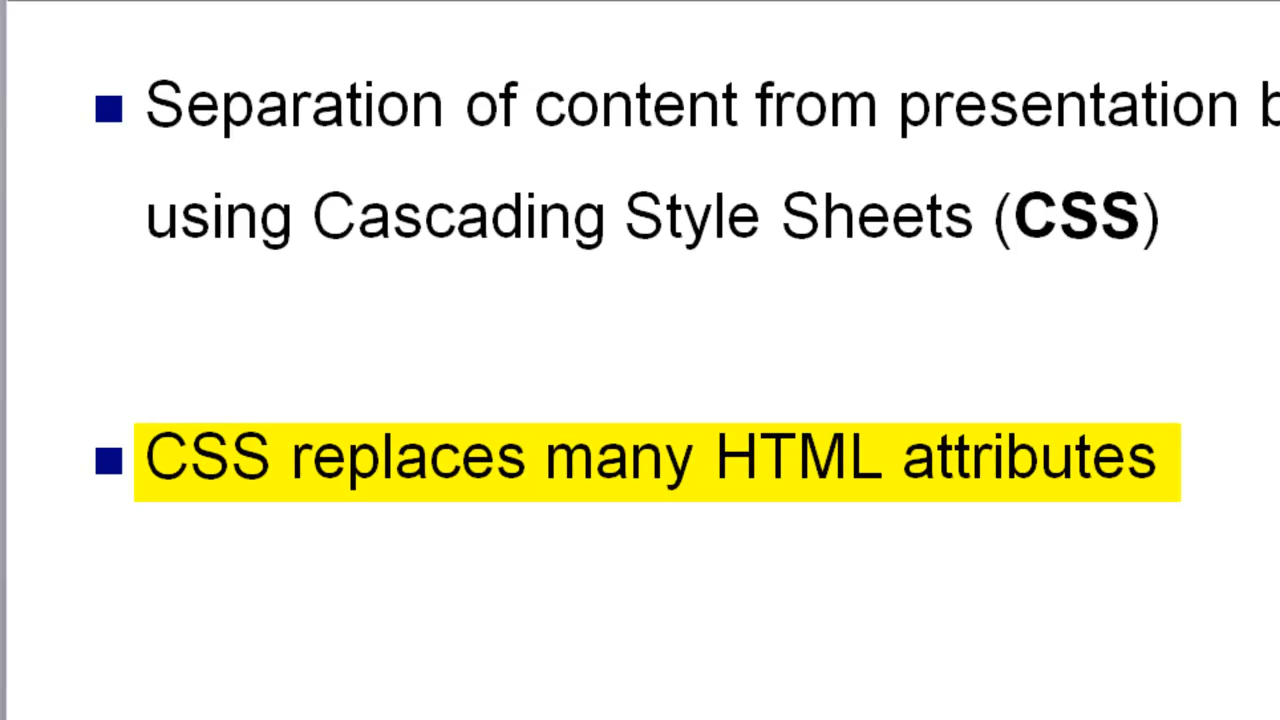 Separation of content from presentation
using Cascading Style Sheets (CSS)
CSS replaces many HTML attributes